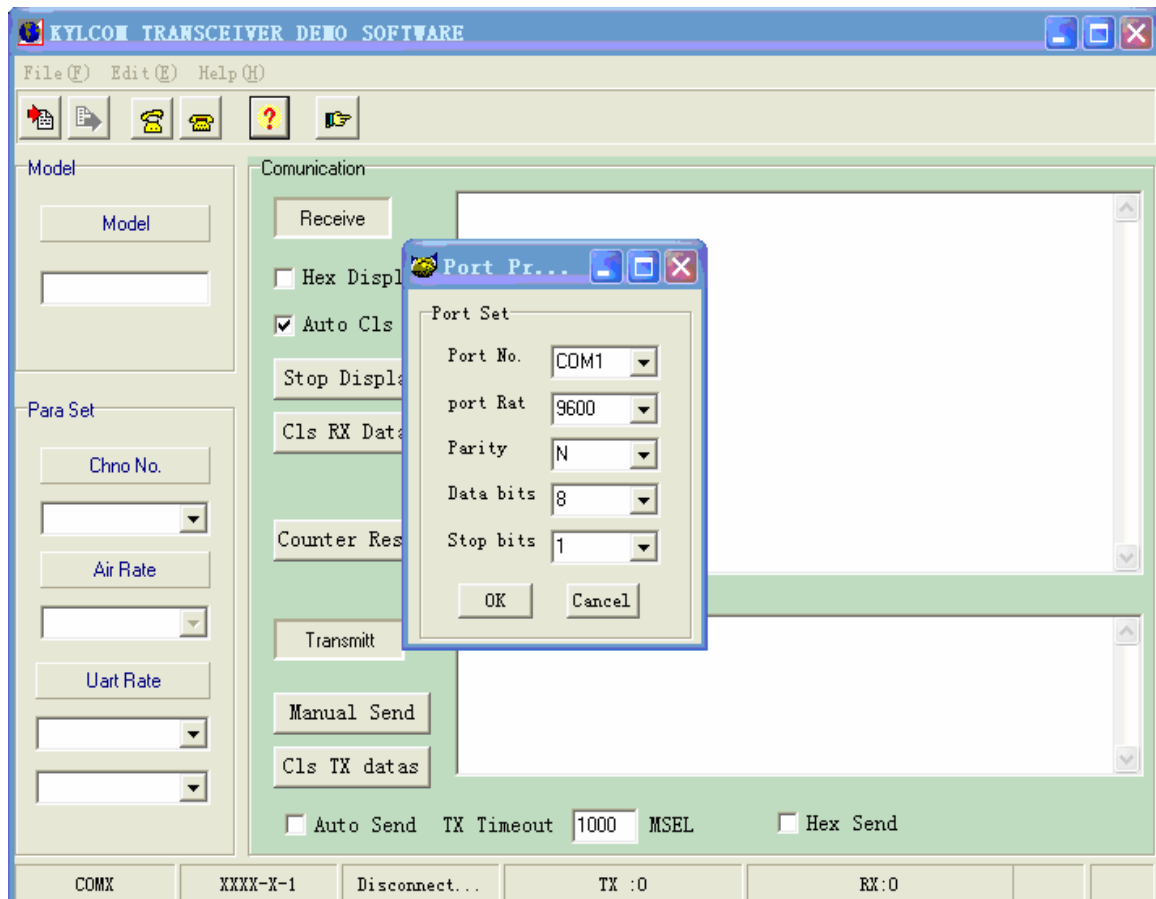 KYLCOM TRANSCEIVER DEMO SOFTWARE
File(F) Edit(E) Help(H)
?
Model
Model
Para Set
Chno No.
Air Rate
Uart Rate
Comunication
Receive
Hex Displ
Auto Cls
Stop Displa
Cls RX Data
Counter Res
Port Pr...
Port Set
Port No. COM1
port Rat 9600
Parity N
Data bits 8
Stop bits 1
OK Cancel
Transmitt
Manual Send
Cls TX datas
Auto Send TX Timeout 1000 MSEL Hex Send
COMX XXXX-X-1 Disconnect... TX :0 RX:0